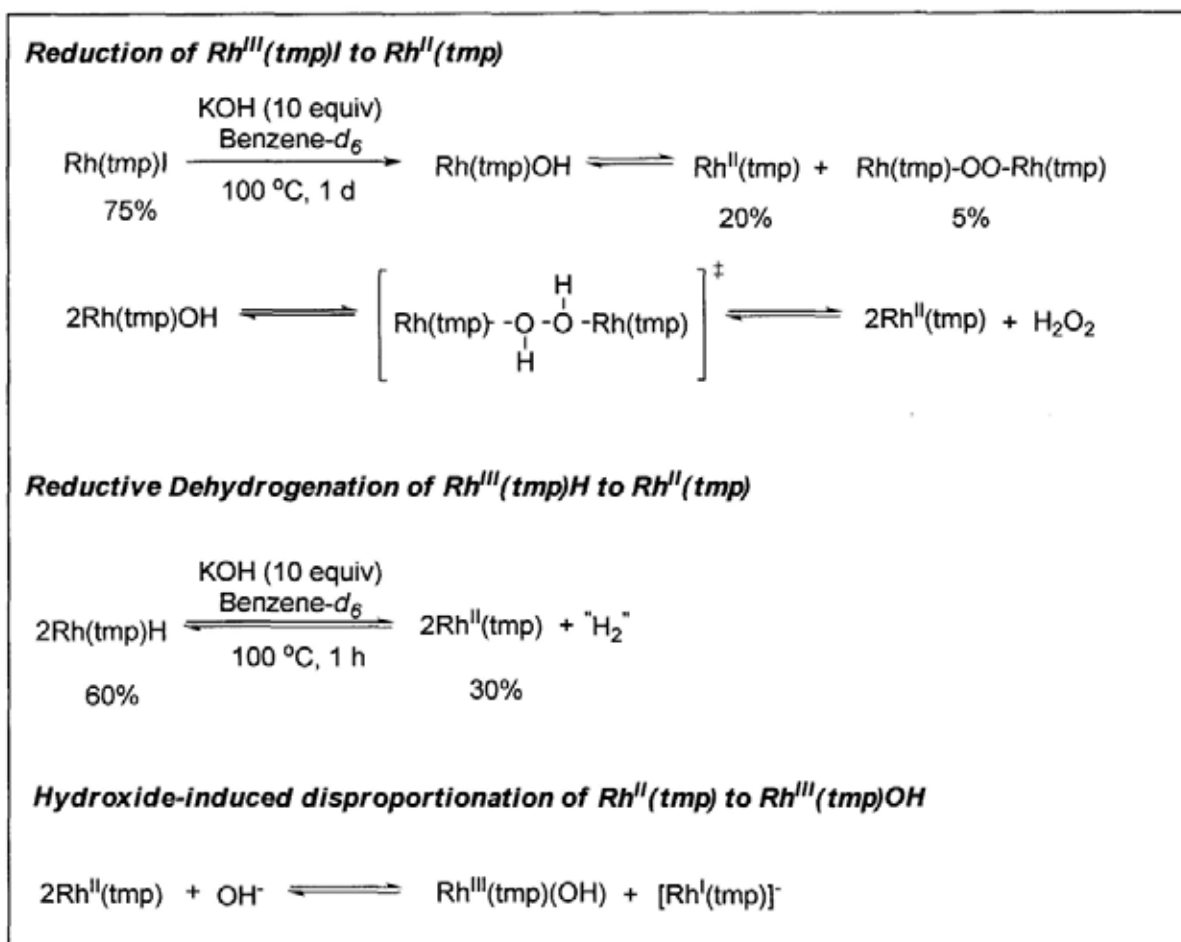 Reduction of Rh^III(tmp)I to Rh^II(tmp)
KOH (10 equiv)
Benzene-d6
Rh(tmp)I Rh(tmp)OH Rh^II(tmp) + Rh(tmp)-OO-Rh(tmp)
100 °C, 1 d
75% 20% 5%
‡
H
2Rh(tmp)OH Rh(tmp)- -O-O-Rh(tmp) 2Rh^II(tmp) + H2O2
H
Reductive Dehydrogenation of Rh^III(tmp)H to Rh^II(tmp)
KOH (10 equiv)
Benzene-d6
2Rh(tmp)H 2Rh^II(tmp) + "H2"
100 °C, 1 h
60% 30%
Hydroxide-induced disproportionation of Rh^II(tmp) to Rh^III(tmp)OH
2Rh^II(tmp) + OH- Rh^III(tmp)(OH) + [Rh^I(tmp)]-